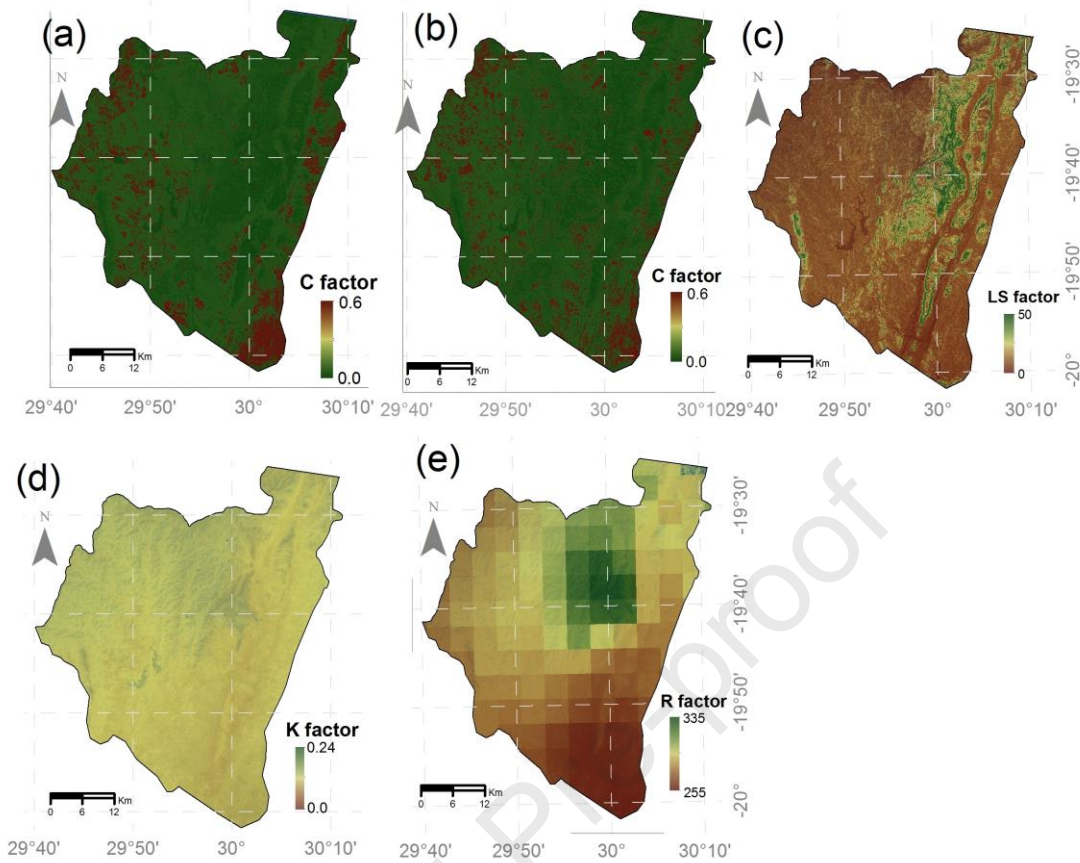 (a)
N
C factor
0.6
0.0
0 6 12 Km
29°40' 29°50' 30° 30°10'
(b)
N
C factor
0.6
0.0
0 6 12 Km
29°40' 29°50' 30° 30°10'
(c)
N
LS factor
50
0
0 6 12 Km
-19°30'
-19°40'
-19°50'
-20°
29°40' 29°50' 30° 30°10'
(d)
N
K factor
0.24
0.0
0 6 12 Km
29°40' 29°50' 30° 30°10'
(e)
N
R factor
335
255
0 6 12 Km
-19°30'
-19°40'
-19°50'
-20°
29°40' 29°50' 30° 30°10'